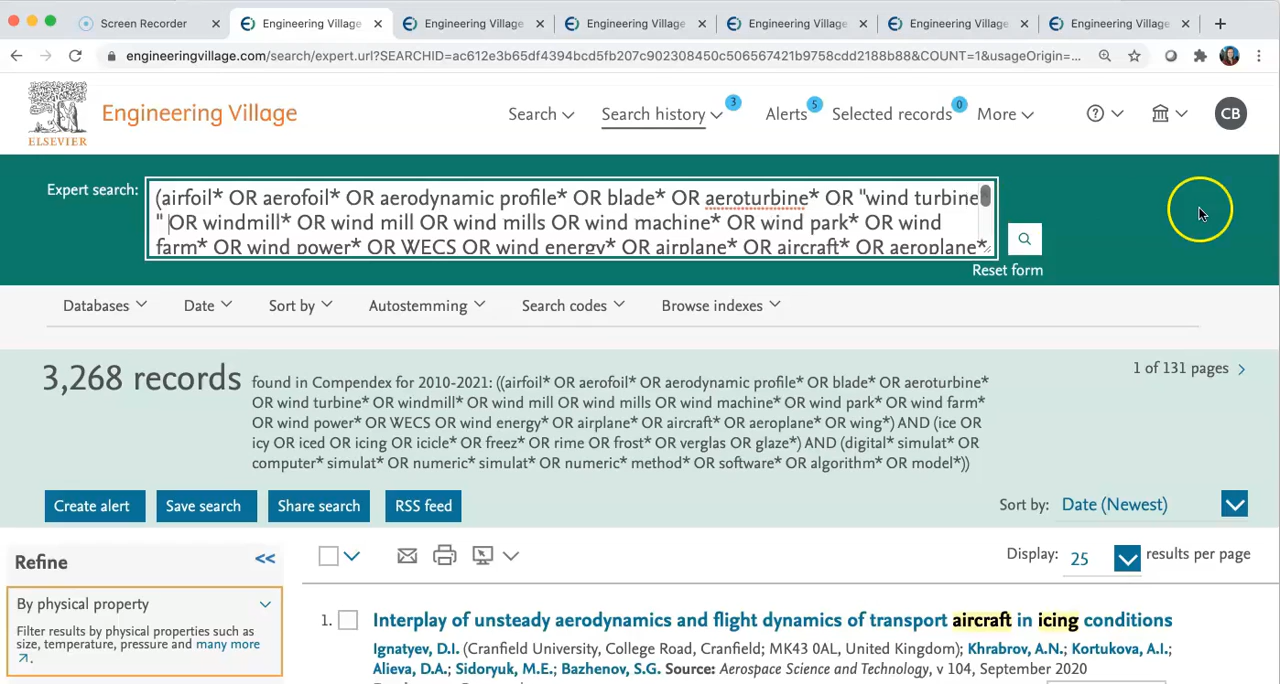 Screen Recorder
Engineering Village
Engineering Village
Engineering Village
Engineering Village
Engineering Village
Engineering Village
engineeringvillage.com/search/expert.url?SEARCHID=ac612e3b65df4394bcd5fb207c902308450c506567421b9758cdd2188b88&COUNT=1&usageOrigin=...
ELSEVIER
Engineering Village
Search
Search history 3
Alerts 5
Selected records 0
More
CB
Expert search:
(airfoil* OR aerofoil* OR aerodynamic profile* OR blade* OR aeroturbine* OR "wind turbine
" OR windmill* OR wind mill OR wind mills OR wind machine* OR wind park* OR wind
farm* OR wind power* OR WECS OR wind energy* OR airplane* OR aircraft* OR aeroplane*
Reset form
Databases
Date
Sort by
Autostemming
Search codes
Browse indexes
3,268 records
found in Compendex for 2010-2021: ((airfoil* OR aerofoil* OR aerodynamic profile* OR blade* OR aeroturbine*
OR wind turbine* OR windmill* OR wind mill OR wind mills OR wind machine* OR wind park* OR wind farm*
OR wind power* OR WECS OR wind energy* OR airplane* OR aircraft* OR aeroplane* OR wing*) AND (ice OR
icy OR iced OR icing OR icicle* OR freez* OR rime OR frost* OR verglas OR glaze*) AND (digital* simulat* OR
computer* simulat* OR numeric* simulat* OR numeric* method* OR software* OR algorithm* OR model*))
1 of 131 pages
Create alert
Save search
Share search
RSS feed
Sort by: Date (Newest)
Refine
Display: 25 results per page
By physical property
Filter results by physical properties such as
size, temperature, pressure and many more
.
1. Interplay of unsteady aerodynamics and flight dynamics of transport aircraft in icing conditions
Ignatyev, D.I. (Cranfield University, College Road, Cranfield; MK43 0AL, United Kingdom); Khrabrov, A.N.; Kortukova, A.I.;
Alieva, D.A.; Sidoryuk, M.E.; Bazhenov, S.G. Source: Aerospace Science and Technology, v 104, September 2020